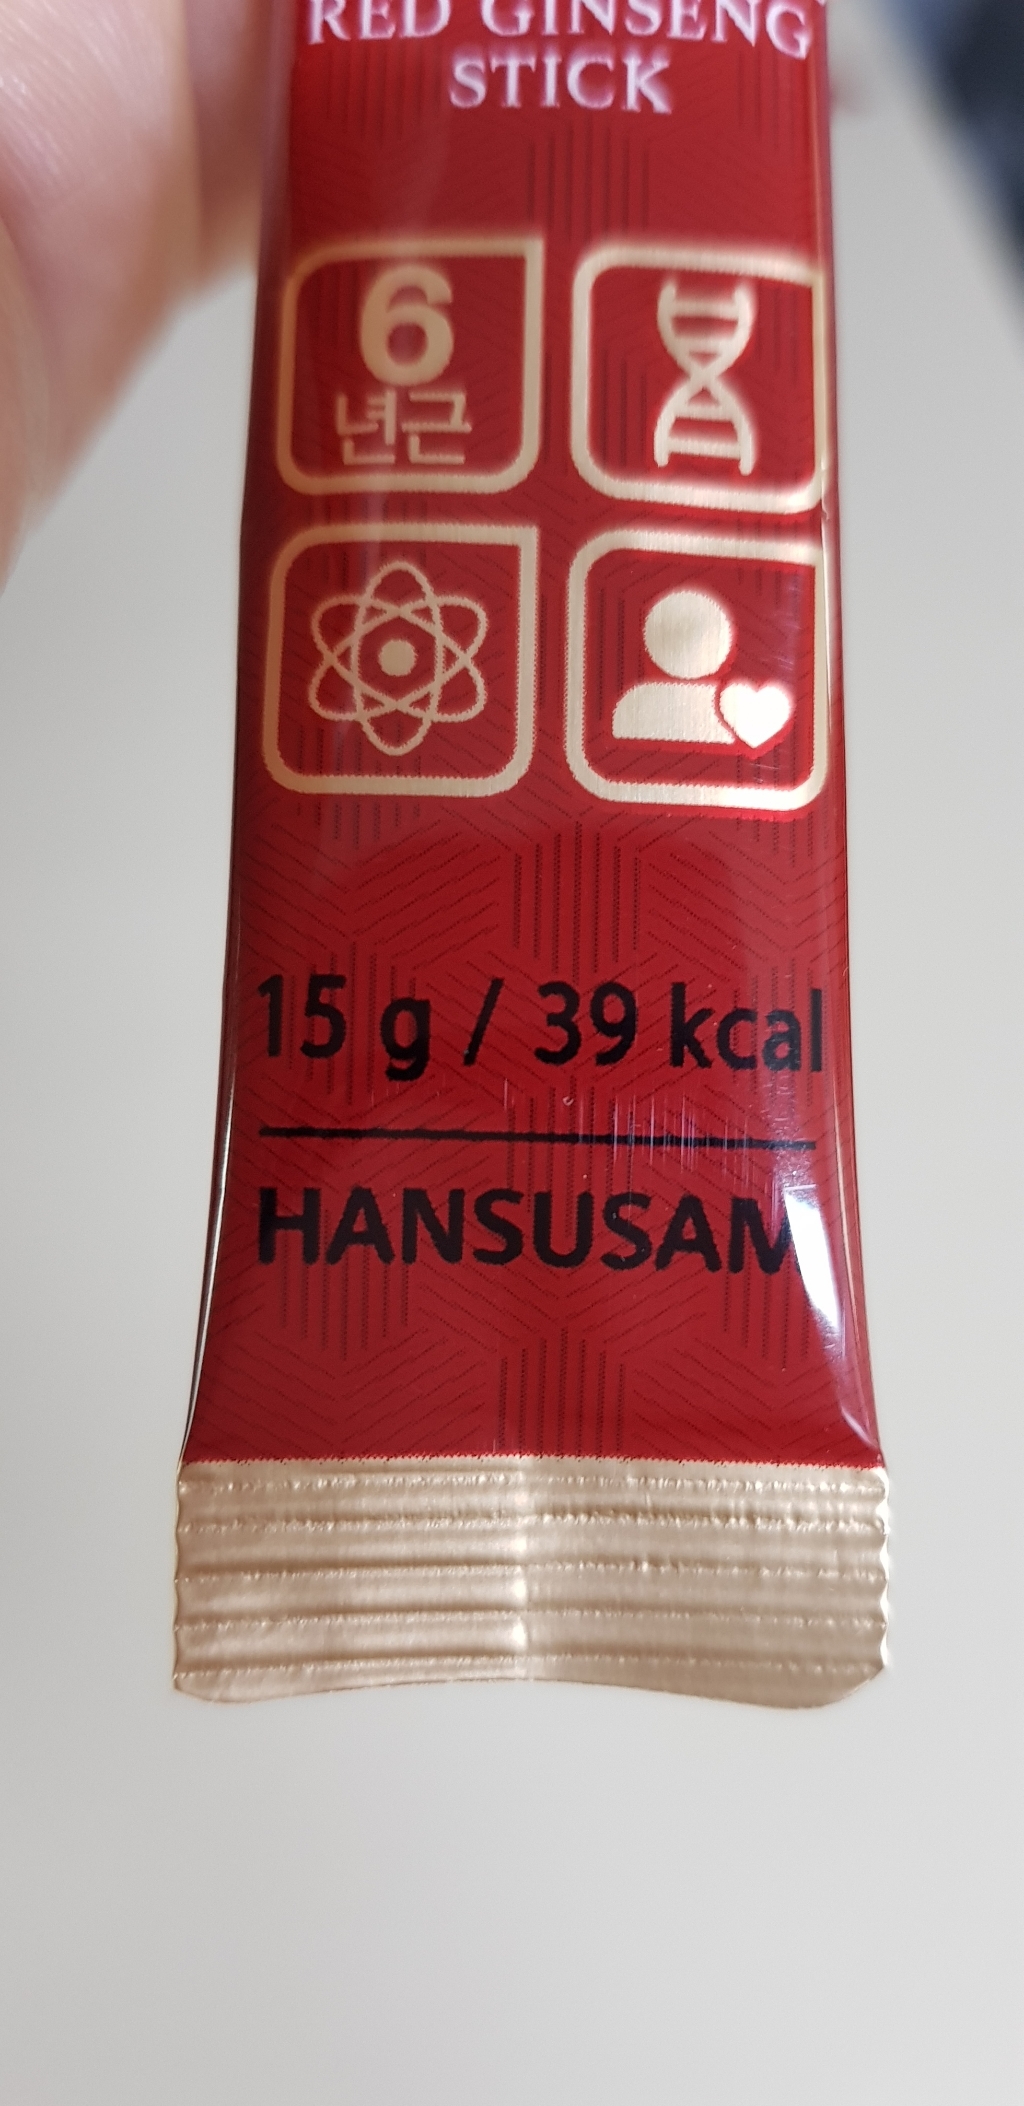 RED GINSENG
STICK
6
년근
15 g / 39 kcal
HANSUSAM